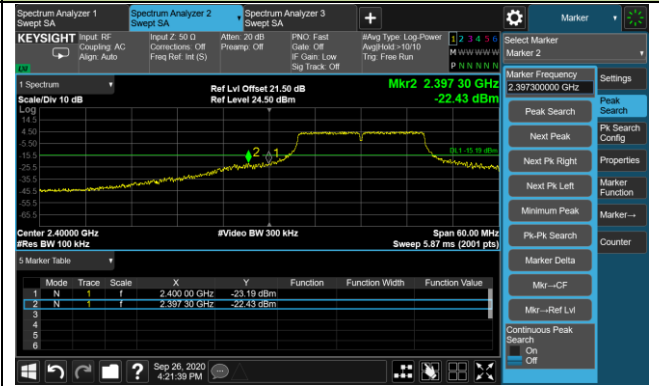 Spectrum Analyzer 1
Swept SA
Spectrum Analyzer 2
Swept SA
Spectrum Analyzer 3
Swept SA
+
Marker
KEYSIGHT
Input: RF
Coupling: AC
Align: Auto
Input Z: 50 Ω
Corrections: Off
Freq Ref: Int (S)
Atten: 20 dB
Preamp: Off
PNO: Fast
Gate: Off
IF Gain: Low
Sig Track: Off
#Avg Type: Log-Power
Avg|Hold:>10/10
Trig: Free Run
1 2 3 4 5 6
M W W W W W
P N N N N N
LXI
Select Marker
Marker 2
Marker Frequency
2.397300000 GHz
Settings
Peak Search
Next Peak
Next Pk Right
Next Pk Left
Minimum Peak
Pk-Pk Search
Marker Delta
Mkr→CF
Mkr→Ref Lvl
Continuous Peak
Search
On
Off
Peak
Search
Pk Search
Config
Properties
Marker
Function
Marker→
Counter
1 Spectrum
Scale/Div 10 dB
Log
Ref Lvl Offset 21.50 dB
Ref Level 24.50 dBm
Mkr2 2.397 30 GHz
-22.43 dBm
14.5
4.50
-5.50
-15.5
-25.5
-35.5
-45.5
-55.5
-65.5
2
1
DL1 -15.19 dBm
Center 2.40000 GHz
#Res BW 100 kHz
#Video BW 300 kHz
Span 60.00 MHz
Sweep 5.87 ms (2001 pts)
5 Marker Table
Mode Trace Scale X Y Function Function Width Function Value
1 N 1 f 2.400 00 GHz -23.19 dBm
2 N 1 f 2.397 30 GHz -22.43 dBm
3
4
5
6
?
Sep 26, 2020
4:21:39 PM